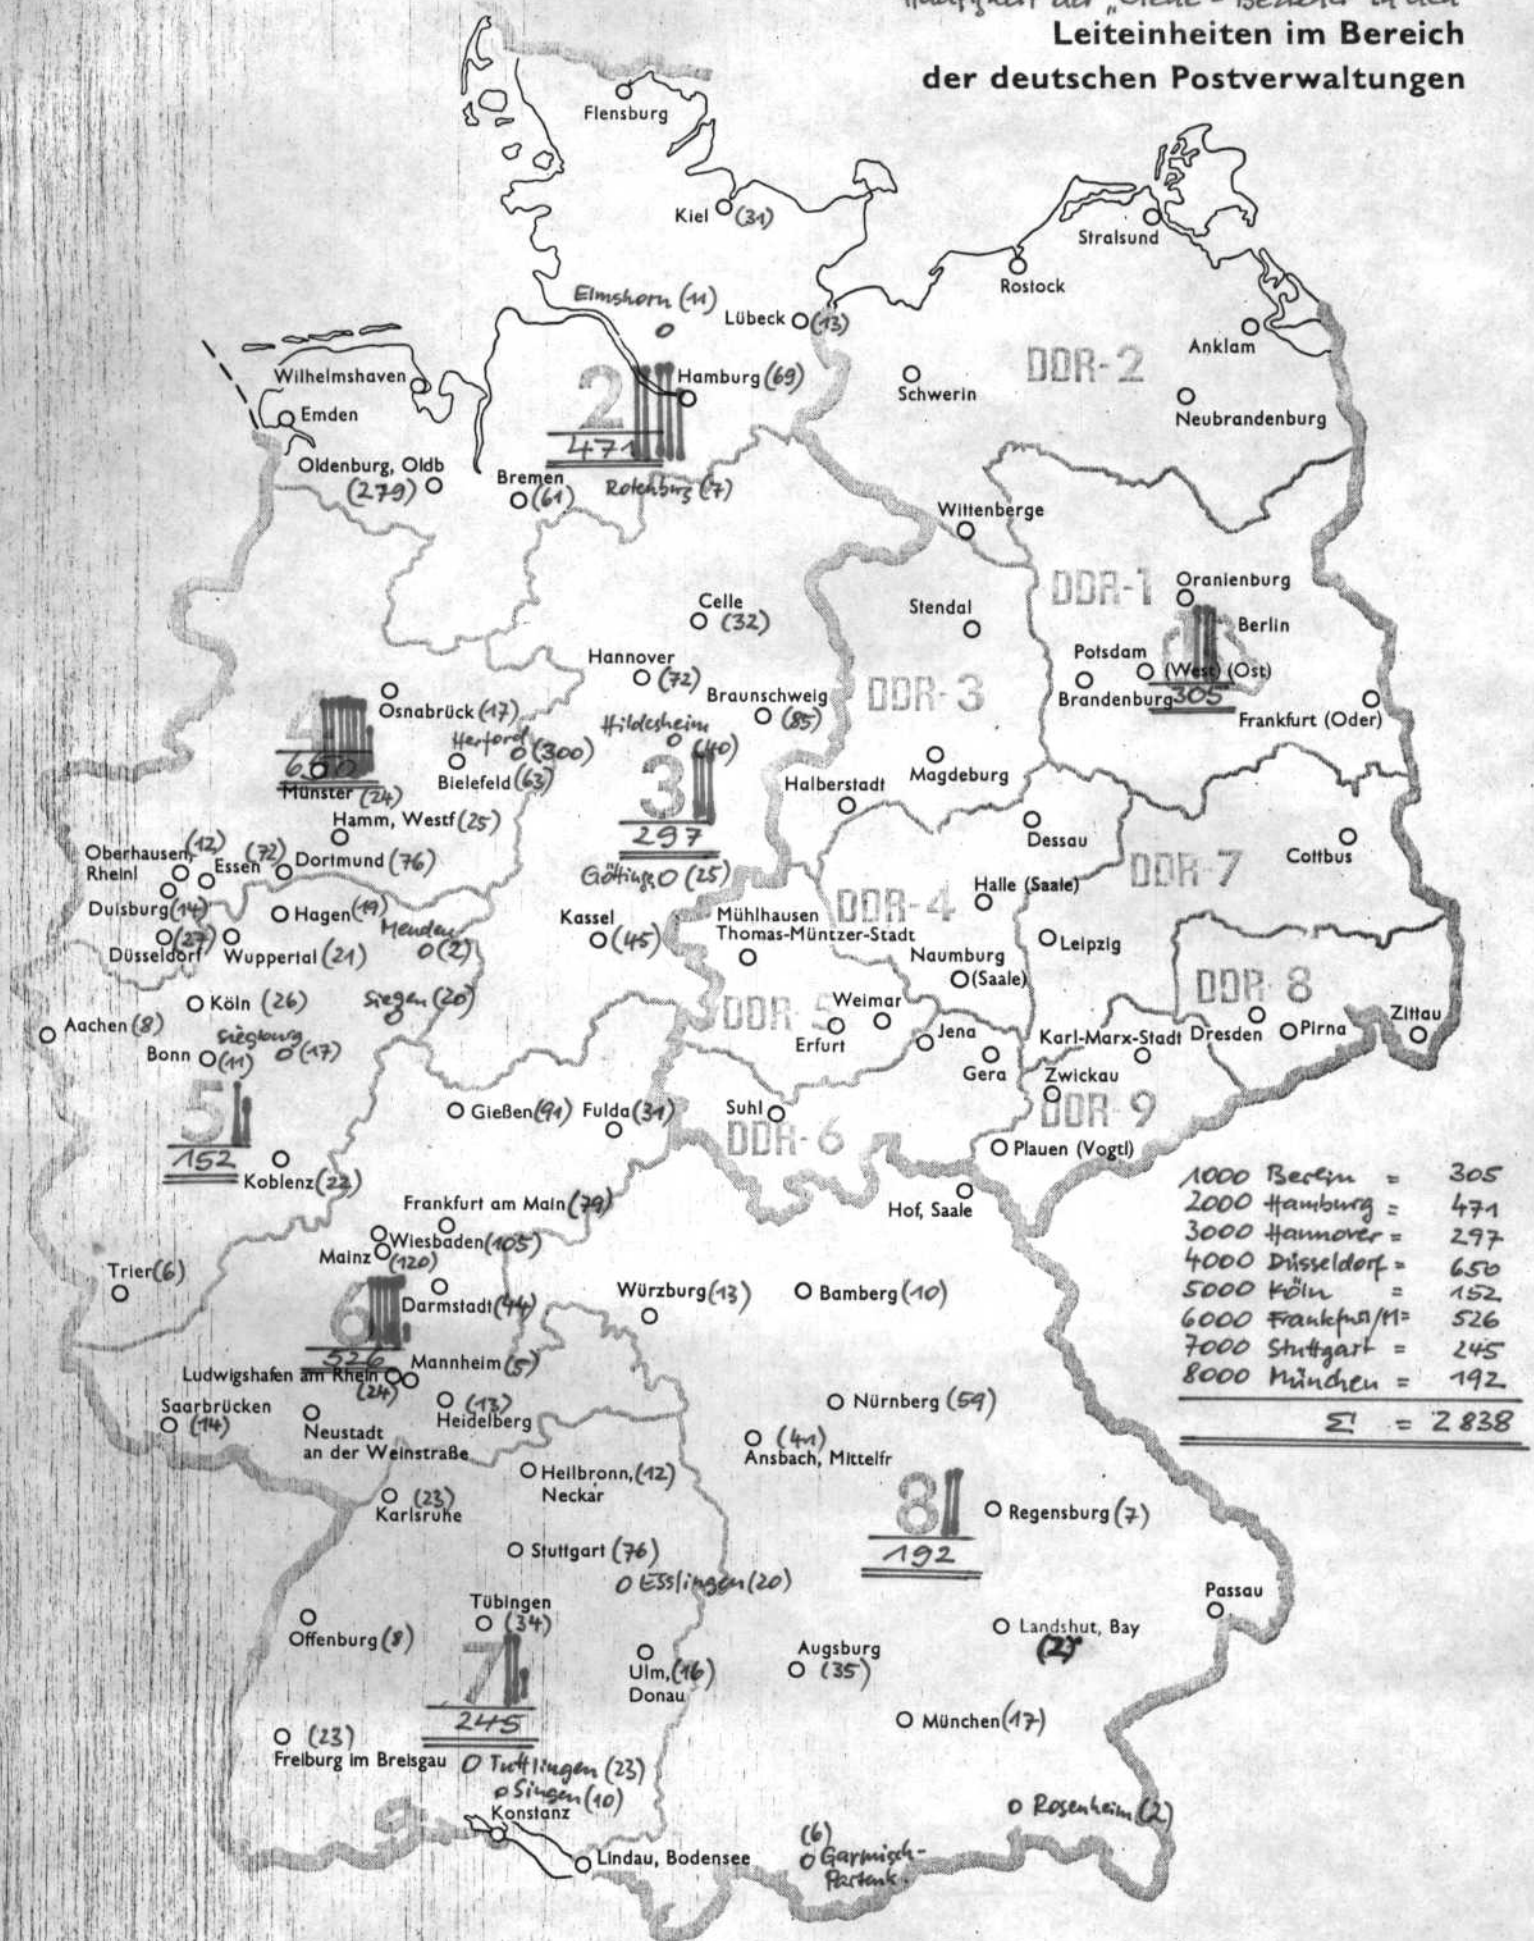 Leiteinheiten im Bereich
der deutschen Postverwaltungen
Flensburg
Kiel (31)
Stralsund
Rostock
Elmshorn (11)
Lübeck (13)
Anklam
DDR-2
Wilhelmshaven
2
Hamburg (69)
Schwerin
Emden
Neubrandenburg
471
Oldenburg, Oldb
(279)
Bremen
(61)
Rotenburg (7)
Wittenberge
DDR-1
Oranienburg
Celle
(32)
Stendal
Berlin
Hannover
(72)
Potsdam
(West) (Ost)
Braunschweig
(85)
DDR-3
Brandenburg
305
Frankfurt (Oder)
4
Osnabrück (17)
Herford
(300)
Hildesheim
(40)
650
Bielefeld (63)
3
Magdeburg
Halberstadt
Münster (24)
Hamm, Westf (25)
297
Dessau
Cottbus
Oberhausen, (12)
Rheinl
Essen (72)
Dortmund (76)
DDR-7
Göttingen (25)
Halle (Saale)
DDR-4
Duisburg (14)
Hagen (19)
Menden
(2)
Kassel
(45)
Mühlhausen
Thomas-Müntzer-Stadt
Leipzig
(27)
Düsseldorf
Wuppertal (21)
Naumburg
(Saale)
DDR 8
Köln (26)
Siegen (20)
DDR-5
Weimar
Erfurt
Jena
Karl-Marx-Stadt
Dresden
Pirna
Zittau
Aachen (8)
Siegburg
(17)
Bonn
(11)
Gera
Zwickau
5
Gießen (91)
Fulda (31)
Suhl
DDR 9
152
DDR-6
Plauen (Vogtl)
Koblenz (22)
Frankfurt am Main (79)
Hof, Saale
Wiesbaden (105)
Mainz
(120)
Trier (6)
6
Darmstadt (44)
Würzburg (13)
Bamberg (10)
526
Mannheim (5)
Ludwigshafen am Rhein
(24)
Saarbrücken
(14)
(13)
Heidelberg
Nürnberg (59)
Neustadt
an der Weinstraße
(41)
Ansbach, Mittelfr
Heilbronn, (12)
Neckar
(23)
Karlsruhe
8
Regensburg (7)
192
Stuttgart (76)
Esslingen (20)
Passau
Tübingen
(34)
Offenburg (8)
Landshut, Bay
(2)
7
Ulm, (16)
Donau
Augsburg
(35)
245
München (17)
(23)
Freiburg im Breisgau
Tuttlingen (23)
Singen (10)
Konstanz
Rosenheim (2)
Lindau, Bodensee
(6)
Garmisch-
Partenk.
1000 Berlin = 305
2000 Hamburg = 471
3000 Hannover = 297
4000 Düsseldorf = 650
5000 Köln = 152
6000 Frankfurt/M = 526
7000 Stuttgart = 245
8000 München = 192
Σ = 2838